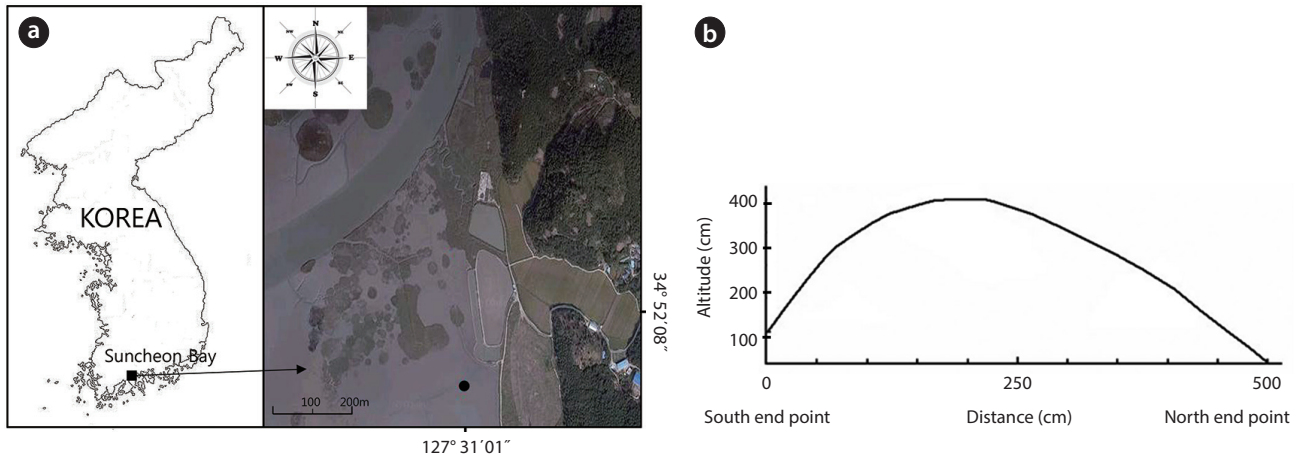 a
N
W
E
S
KOREA
Suncheon Bay
100 200m
34° 52´08˝
127° 31´01˝
b
Altitude (cm)
400
300
200
100
0 250 500
South end point Distance (cm) North end point